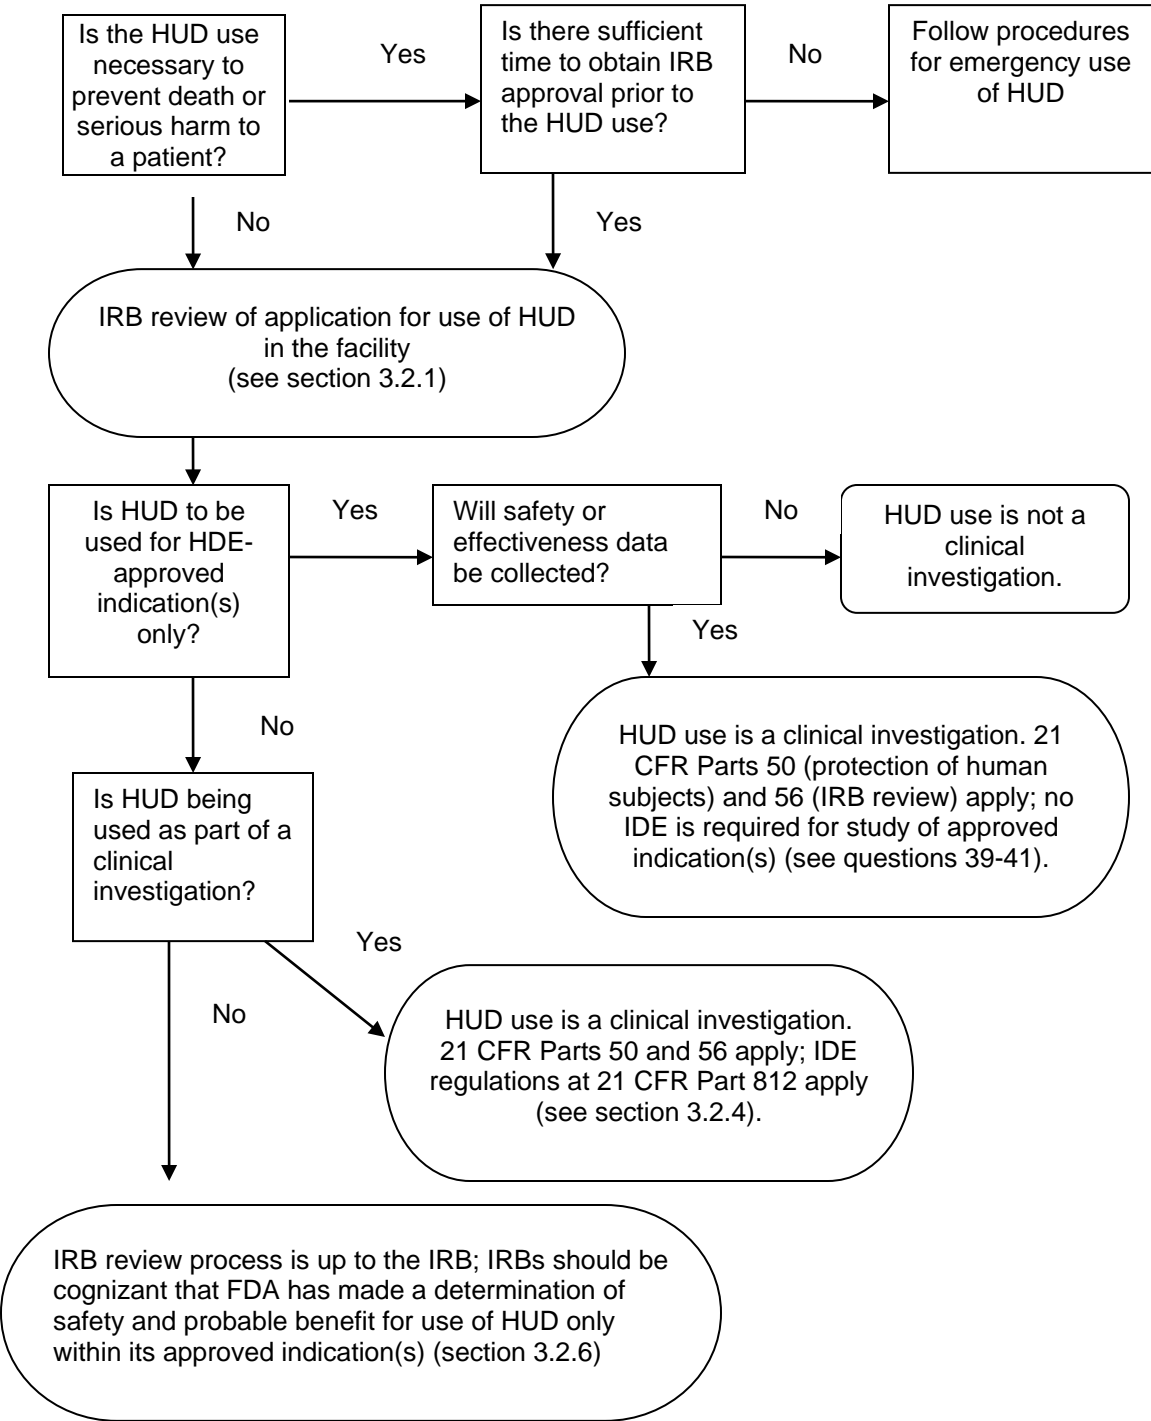 Is the HUD use
necessary to
prevent death or
serious harm to
a patient?
Yes
Is there sufficient
time to obtain IRB
approval prior to
the HUD use?
No
Follow procedures
for emergency use
of HUD
No
Yes
IRB review of application for use of HUD
in the facility
(see section 3.2.1)
Is HUD to be
used for HDE-
approved
indication(s)
only?
Yes
Will safety or
effectiveness data
be collected?
No
HUD use is not a
clinical
investigation.
Yes
HUD use is a clinical investigation. 21
CFR Parts 50 (protection of human
subjects) and 56 (IRB review) apply; no
IDE is required for study of approved
indication(s) (see questions 39-41).
No
Is HUD being
used as part of a
clinical
investigation?
Yes
HUD use is a clinical investigation.
21 CFR Parts 50 and 56 apply; IDE
regulations at 21 CFR Part 812 apply
(see section 3.2.4).
No
IRB review process is up to the IRB; IRBs should be
cognizant that FDA has made a determination of
safety and probable benefit for use of HUD only
within its approved indication(s) (section 3.2.6)